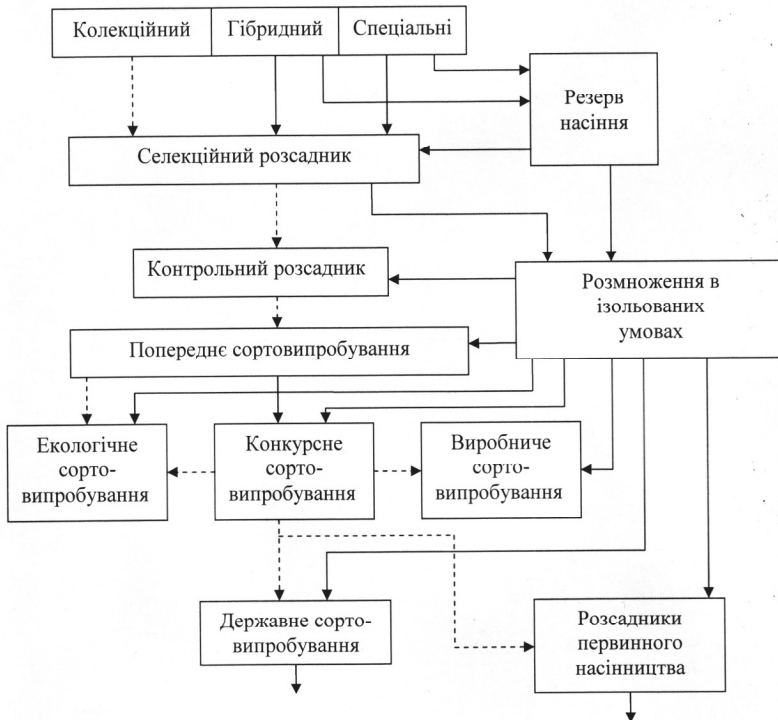 Колекційний
Гібридний
Спеціальні
Резерв
насіння
Селекційний розсадник
Контрольний розсадник
Розмноження в
ізольованих
умовах
Попереднє сортовипробування
Екологічне
сорто-
випробування
Конкурсне
сорто-
випробування
Виробниче
сорто-
випробування
Державне сорто-
випробування
Розсадники
первинного
насінництва